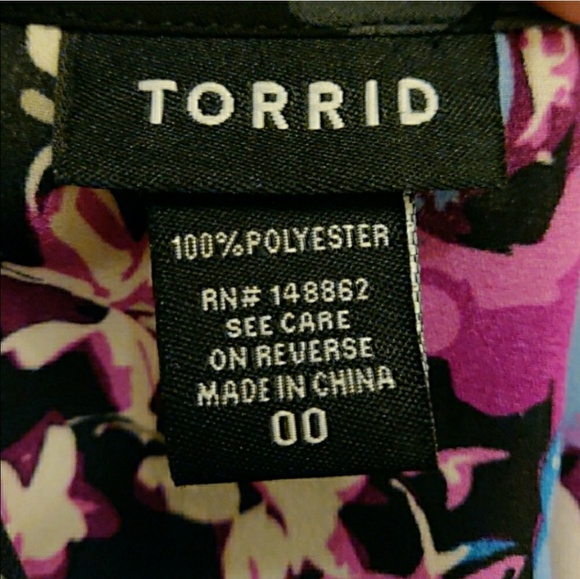 TORRID
100%POLYESTER
RN# 148862
SEE CARE
ON REVERSE
MADE IN CHINA
00